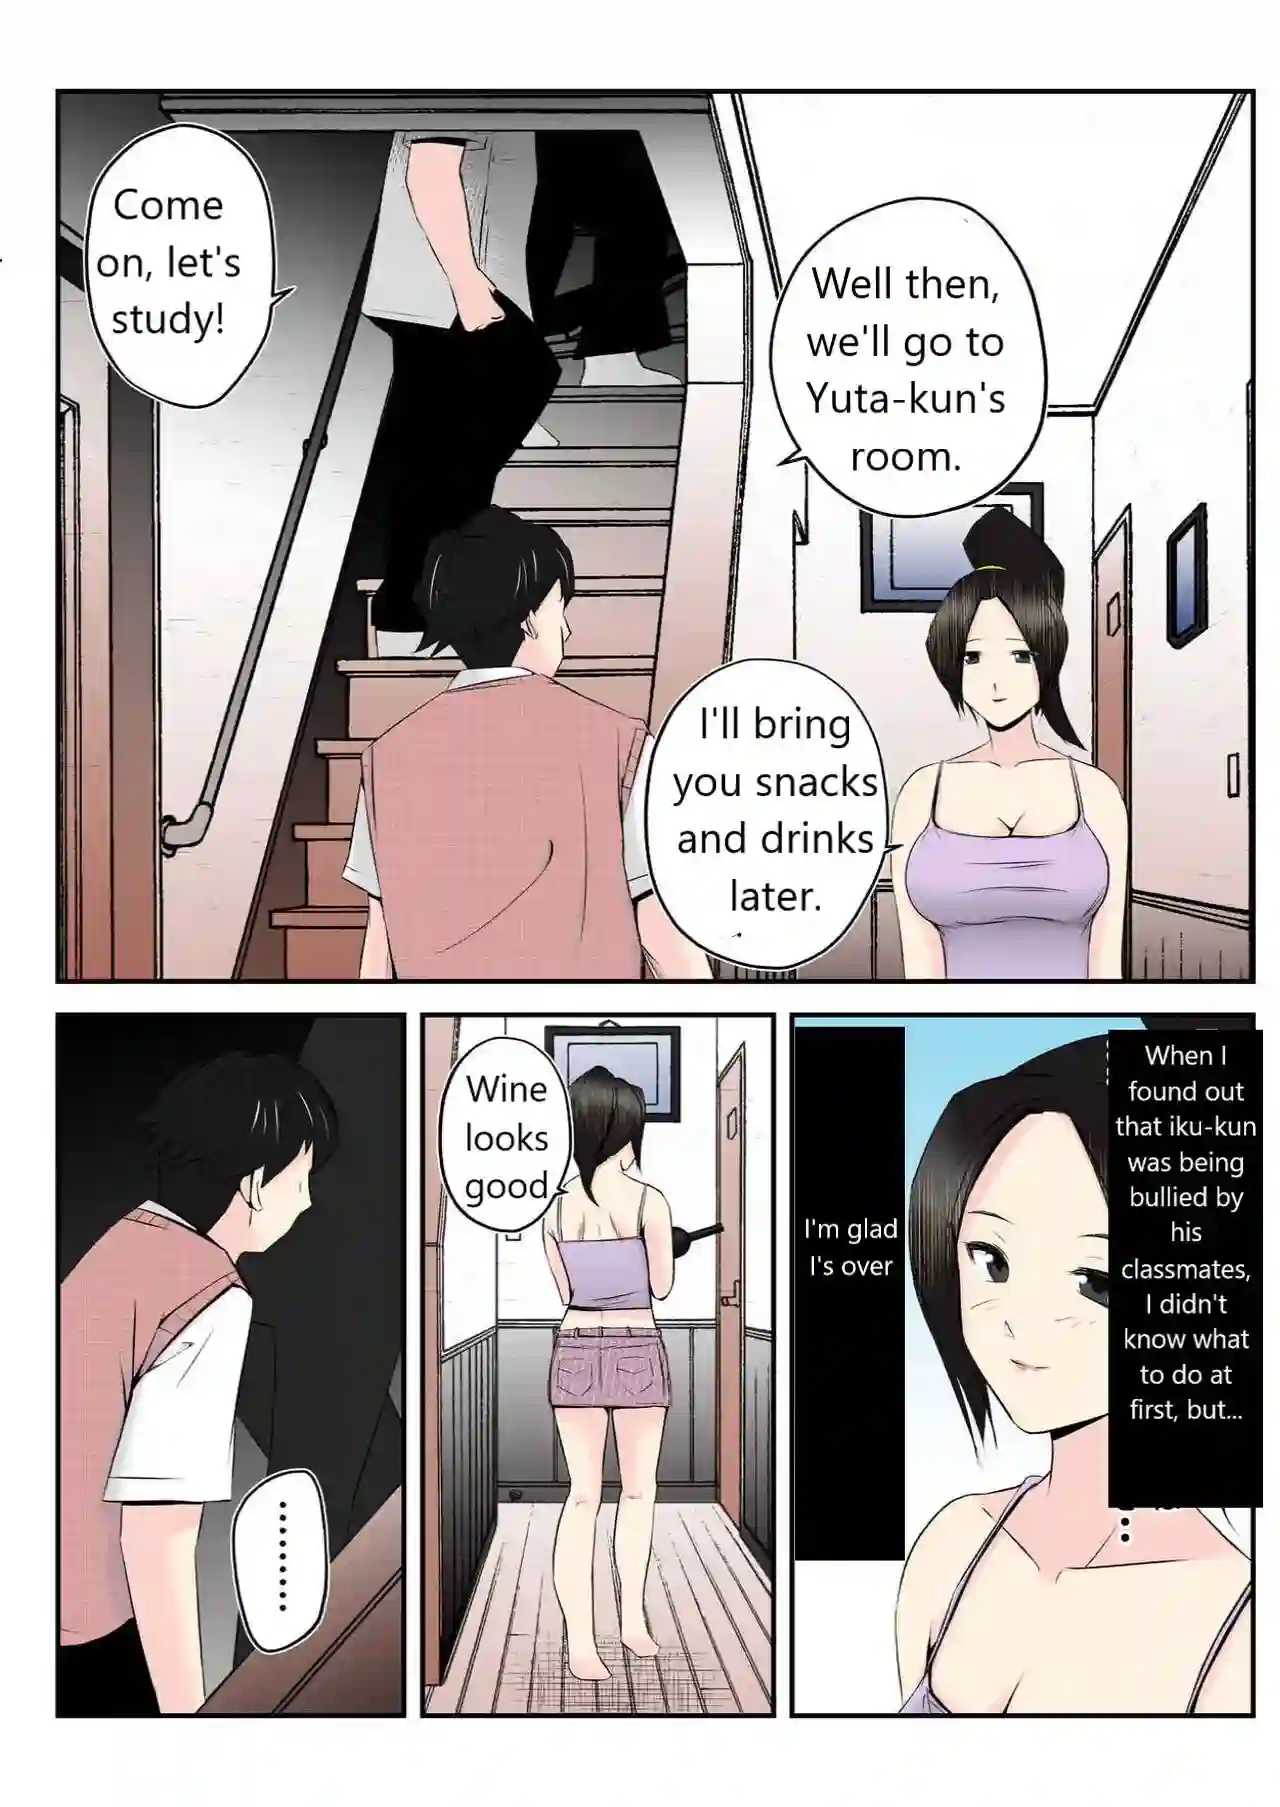 Well then,
we'll go to
Yuta-kun's
room.
Come
on, let's
study!
I'll bring
you snacks
and drinks
later.
When I
found out
that iku-kun
was being
bullied by
his
classmates,
I didn't
know what
to do at
first, but...
I'm glad
I's over
Wine
looks
good